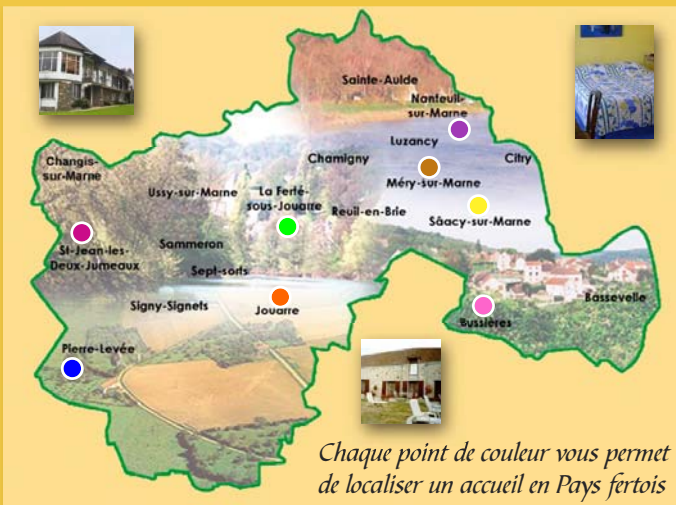 Sainte-Aulde
Nanteuil-
sur-Marne
Luzancy
Citry
Chamigny
Changis-
sur-Marne
Méry-sur-Marne
Ussy-sur-Marne
La Ferté-
sous-Jouarre
Reuil-en-Brie
Sâacy-sur-Marne
St-Jean-les-
Deux-Jumeaux
Sammeron
Sept-sorts
Signy-Signets
Jouarre
Bassevelle
Bussières
Pierre-Levée
Chaque point de couleur vous permet
de localiser un accueil en Pays fertois